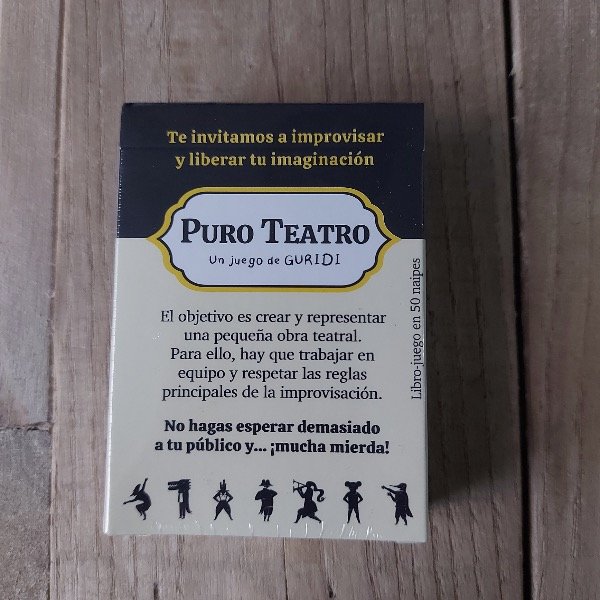 Te invitamos a improvisar
y liberar tu imaginación
PURO TEATRO
Un juego de GURIDI
El objetivo es crear y representar
una pequeña obra teatral.
Para ello, hay que trabajar en
equipo y respetar las reglas
principales de la improvisación.
No hagas esperar demasiado
a tu público y... ¡mucha mierda!
Libro-juego en 50 naipes